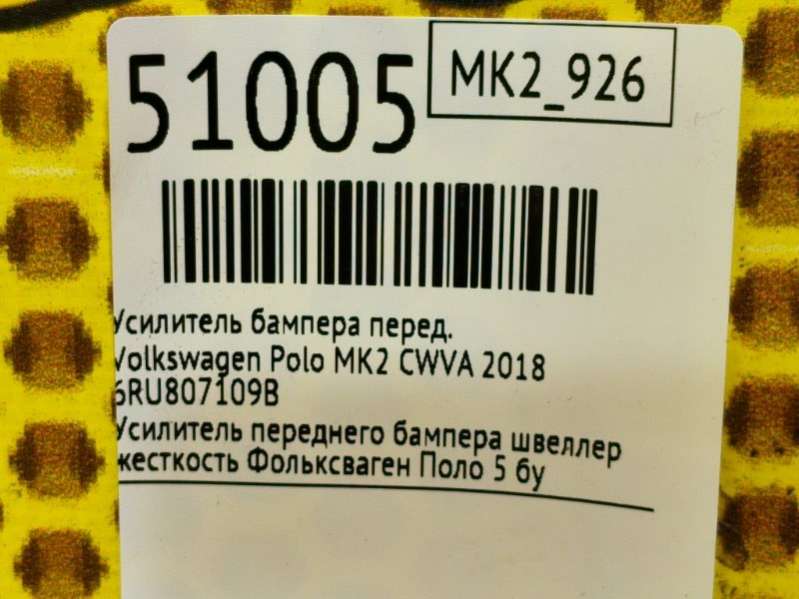 51005
MK2_926
Усилитель бампера перед.
Volkswagen Polo MK2 CWVA 2018
6RU807109B
Усилитель переднего бампера швеллер
жесткость Фольксваген Поло 5 бу